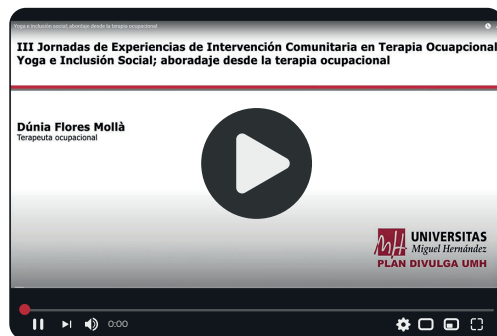 Yoga e inclusión social; abordaje desde la terapia ocupacional
III Jornadas de Experiencias de Intervención Comunitaria en Terapia Ocuapcional
Yoga e Inclusión Social; aboradaje desde la terapia ocupacional
Dúnia Flores Mollà
Terapeuta ocupacional
UNIVERSITAS
Miguel Hernández
PLAN DIVULGA UMH
0:00